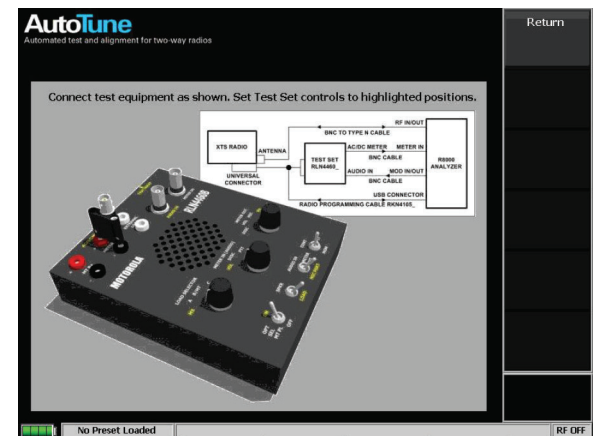 AutoTune
Automated test and alignment for two-way radios
Return
Connect test equipment as shown. Set Test Set controls to highlighted positions.
RF IN/OUT
BNC TO TYPE N CABLE
XTS RADIO
ANTENNA
AC/DC METER
METER IN
TEST SET
RLN4460_
BNC CABLE
R8000
ANALYZER
AUDIO IN
MOD IN/OUT
UNIVERSAL
CONNECTOR
BNC CABLE
USB CONNECTOR
RADIO PROGRAMMING CABLE RKN4105_
RLN4460B
MOTOROLA
LOAD SELECTOR
No Preset Loaded
RF OFF